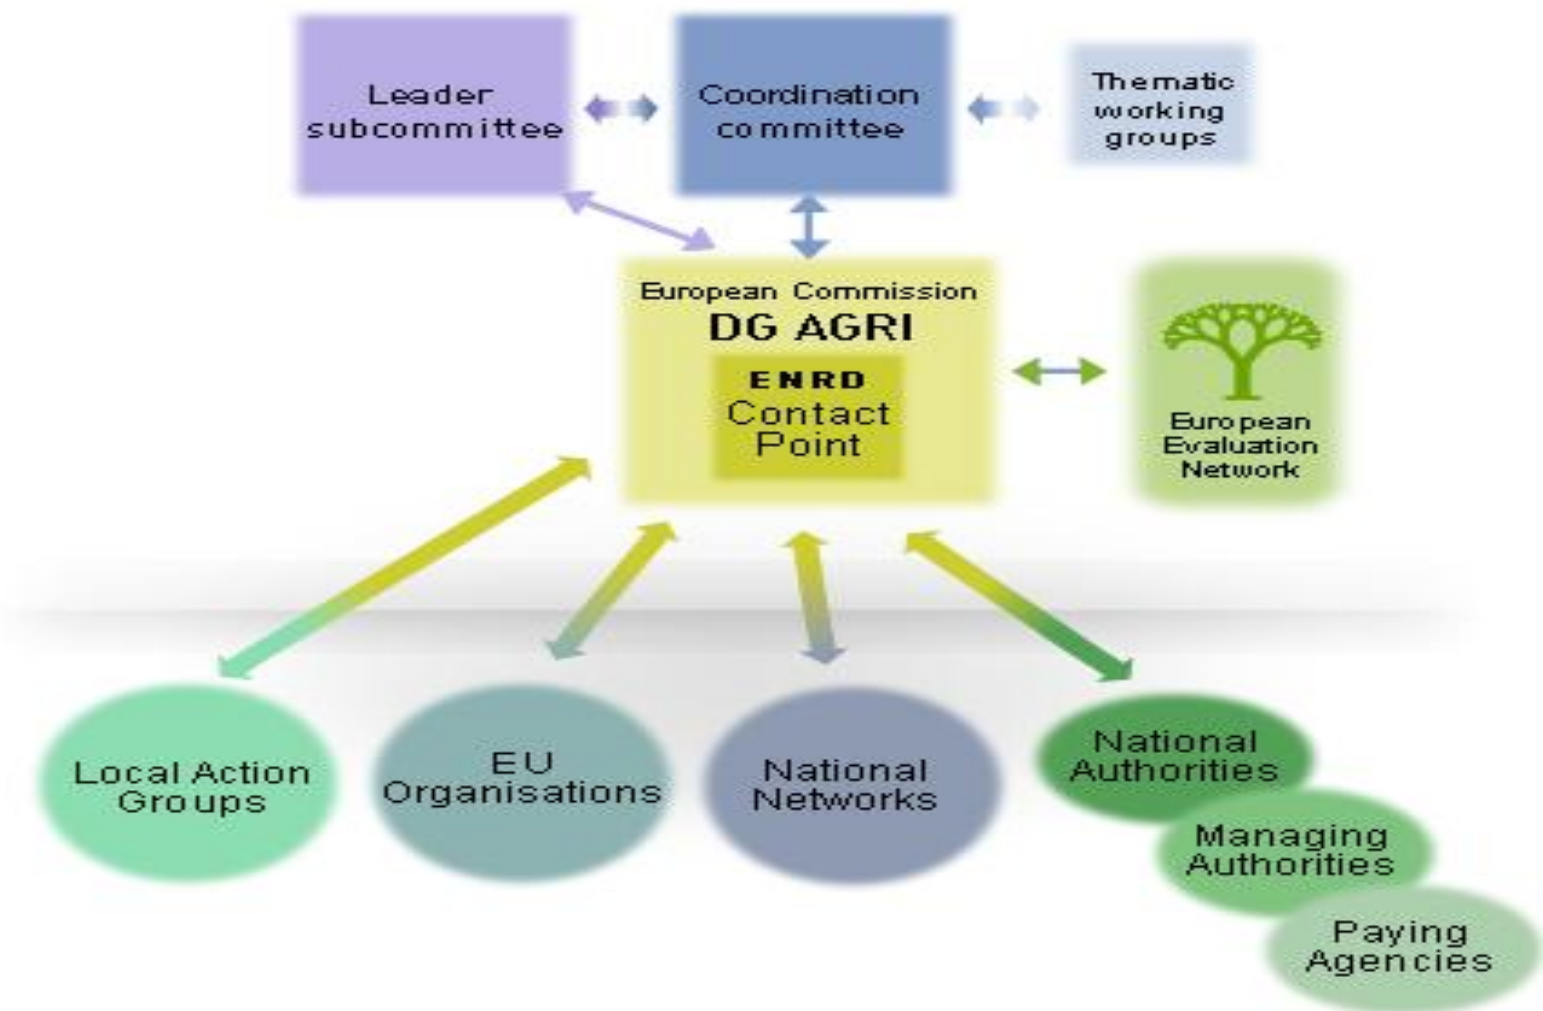 Leader
subcommittee
Coordination
committee
Thematic
working
groups
European Commission
DG AGRI
ENRD
Contact
Point
European
Evaluation
Network
Local Action
Groups
EU
Organisations
National
Networks
National
Authorities
Managing
Authorities
Paying
Agencies